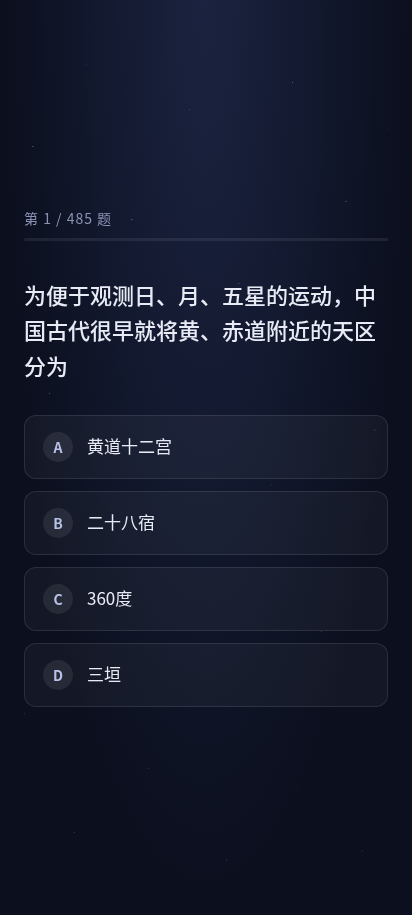 第 1 / 485 题
为便于观测日、月、五星的运动，中
国古代很早就将黄、赤道附近的天区
分为
A 黄道十二宫
B 二十八宿
C 360度
D 三垣